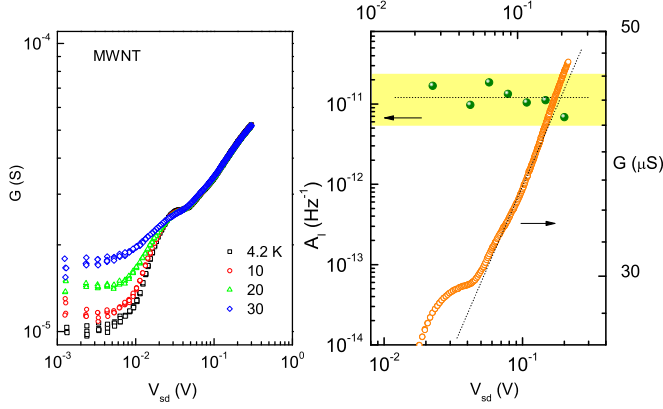 10⁻² 10⁻¹
10⁻⁴
MWNT
G (S)
4.2 K
10
20
30
10⁻⁵
10⁻³ 10⁻² 10⁻¹ 10⁰
V_sd (V)
50
10⁻¹¹
A_I (Hz⁻¹)
10⁻¹²
G (μS)
10⁻¹³
30
10⁻¹⁴
10⁻² 10⁻¹
V_sd (V)